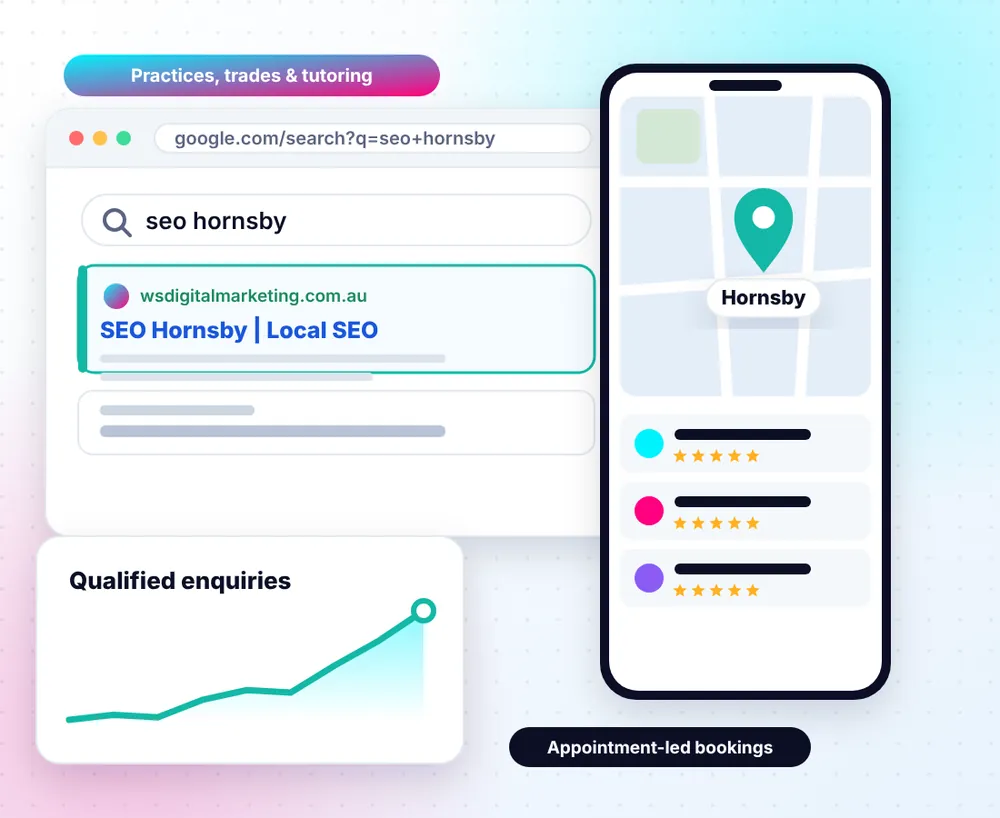 Practices, trades & tutoring
google.com/search?q=seo+hornsby
seo hornsby
wsdigitalmarketing.com.au
SEO Hornsby | Local SEO
Hornsby
Qualified enquiries
Appointment-led bookings